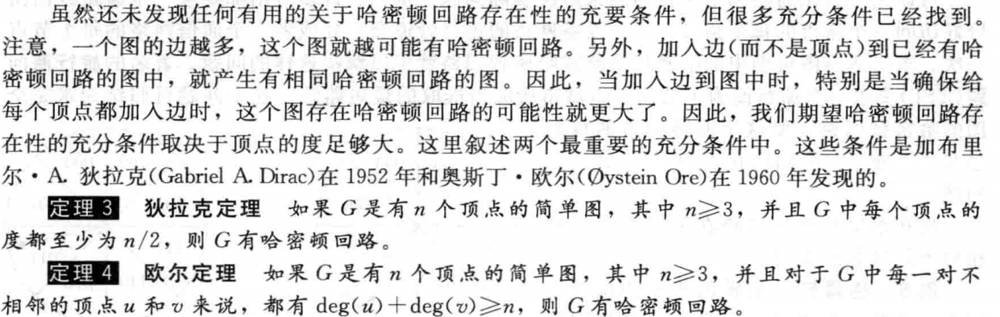 虽然还未发现任何有用的关于哈密顿回路存在性的充要条件，但很多充分条件已经找到。
注意，一个图的边越多，这个图就越可能有哈密顿回路。另外，加入边(而不是顶点)到已经有哈
密顿回路的图中，就产生有相同哈密顿回路的图。因此，当加入边到图中时，特别是当确保给
每个顶点都加入边时，这个图存在哈密顿回路的可能性就更大了。因此，我们期望哈密顿回路存
在性的充分条件取决于顶点的度足够大。这里叙述两个最重要的充分条件中。这些条件是加布里
尔·A. 狄拉克(Gabriel A. Dirac)在 1952 年和奥斯丁·欧尔(Øystein Ore)在 1960 年发现的。
定理 3 狄拉克定理 如果 G 是有 n 个顶点的简单图，其中 n≥3，并且 G 中每个顶点的
度都至少为 n/2，则 G 有哈密顿回路。
定理 4 欧尔定理 如果 G 是有 n 个顶点的简单图，其中 n≥3，并且对于 G 中每一对不
相邻的顶点 u 和 v 来说，都有 deg(u)+deg(v)≥n，则 G 有哈密顿回路。